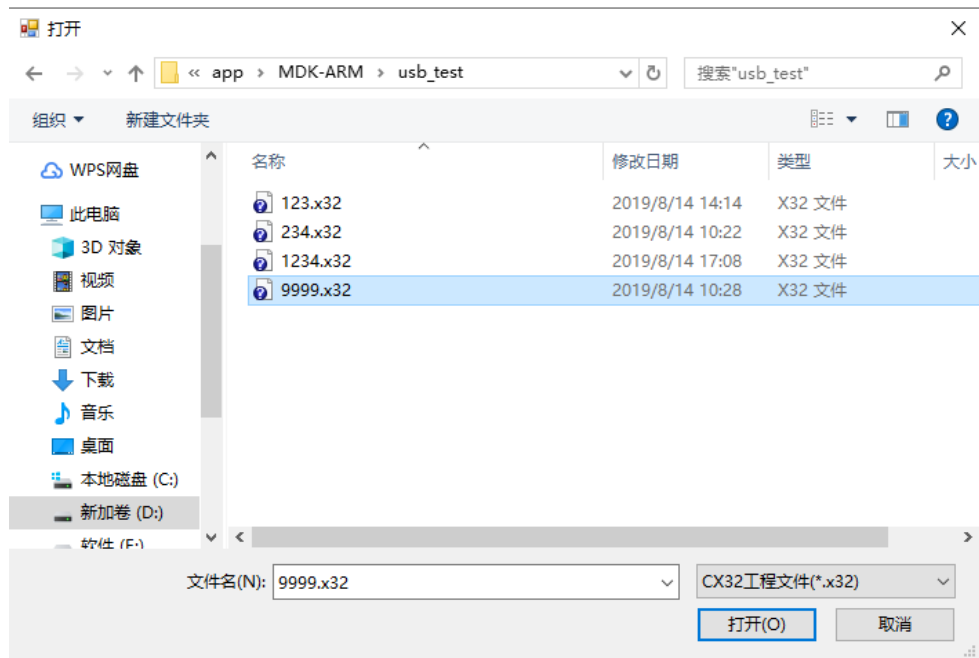 打开
« app › MDK-ARM › usb_test
搜索"usb_test"
组织 新建文件夹
WPS网盘
此电脑
3D 对象
视频
图片
文档
下载
音乐
桌面
本地磁盘 (C:)
新加卷 (D:)
名称 修改日期 类型 大小
123.x32 2019/8/14 14:14 X32 文件
234.x32 2019/8/14 10:22 X32 文件
1234.x32 2019/8/14 17:08 X32 文件
9999.x32 2019/8/14 10:28 X32 文件
文件名(N): 9999.x32 CX32工程文件(*.x32)
打开(O) 取消